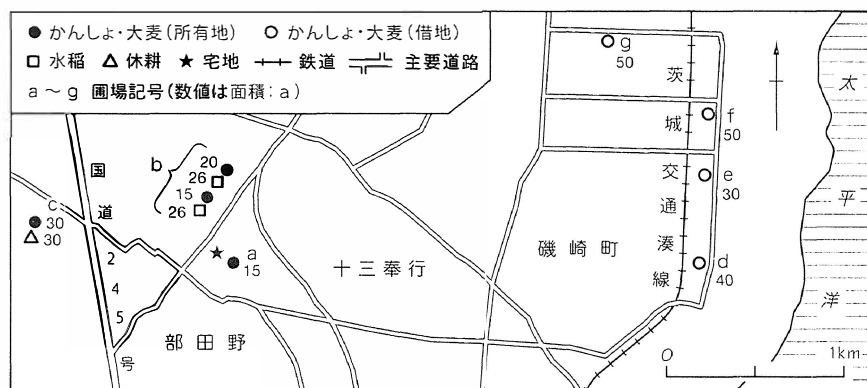 ● かんしょ・大麦(所有地) ○ かんしょ・大麦(借地)
□ 水稲 △ 休耕 ★ 宅地 鉄道 主要道路
a～g 圃場記号(数値は面積:a)
g
50
茨城交通湊線
太平洋
f
50
e
30
d
40
b
20
26
15
26
国道245号
c
30
30
a
15
十三奉行
磯崎町
部田野
0 1km